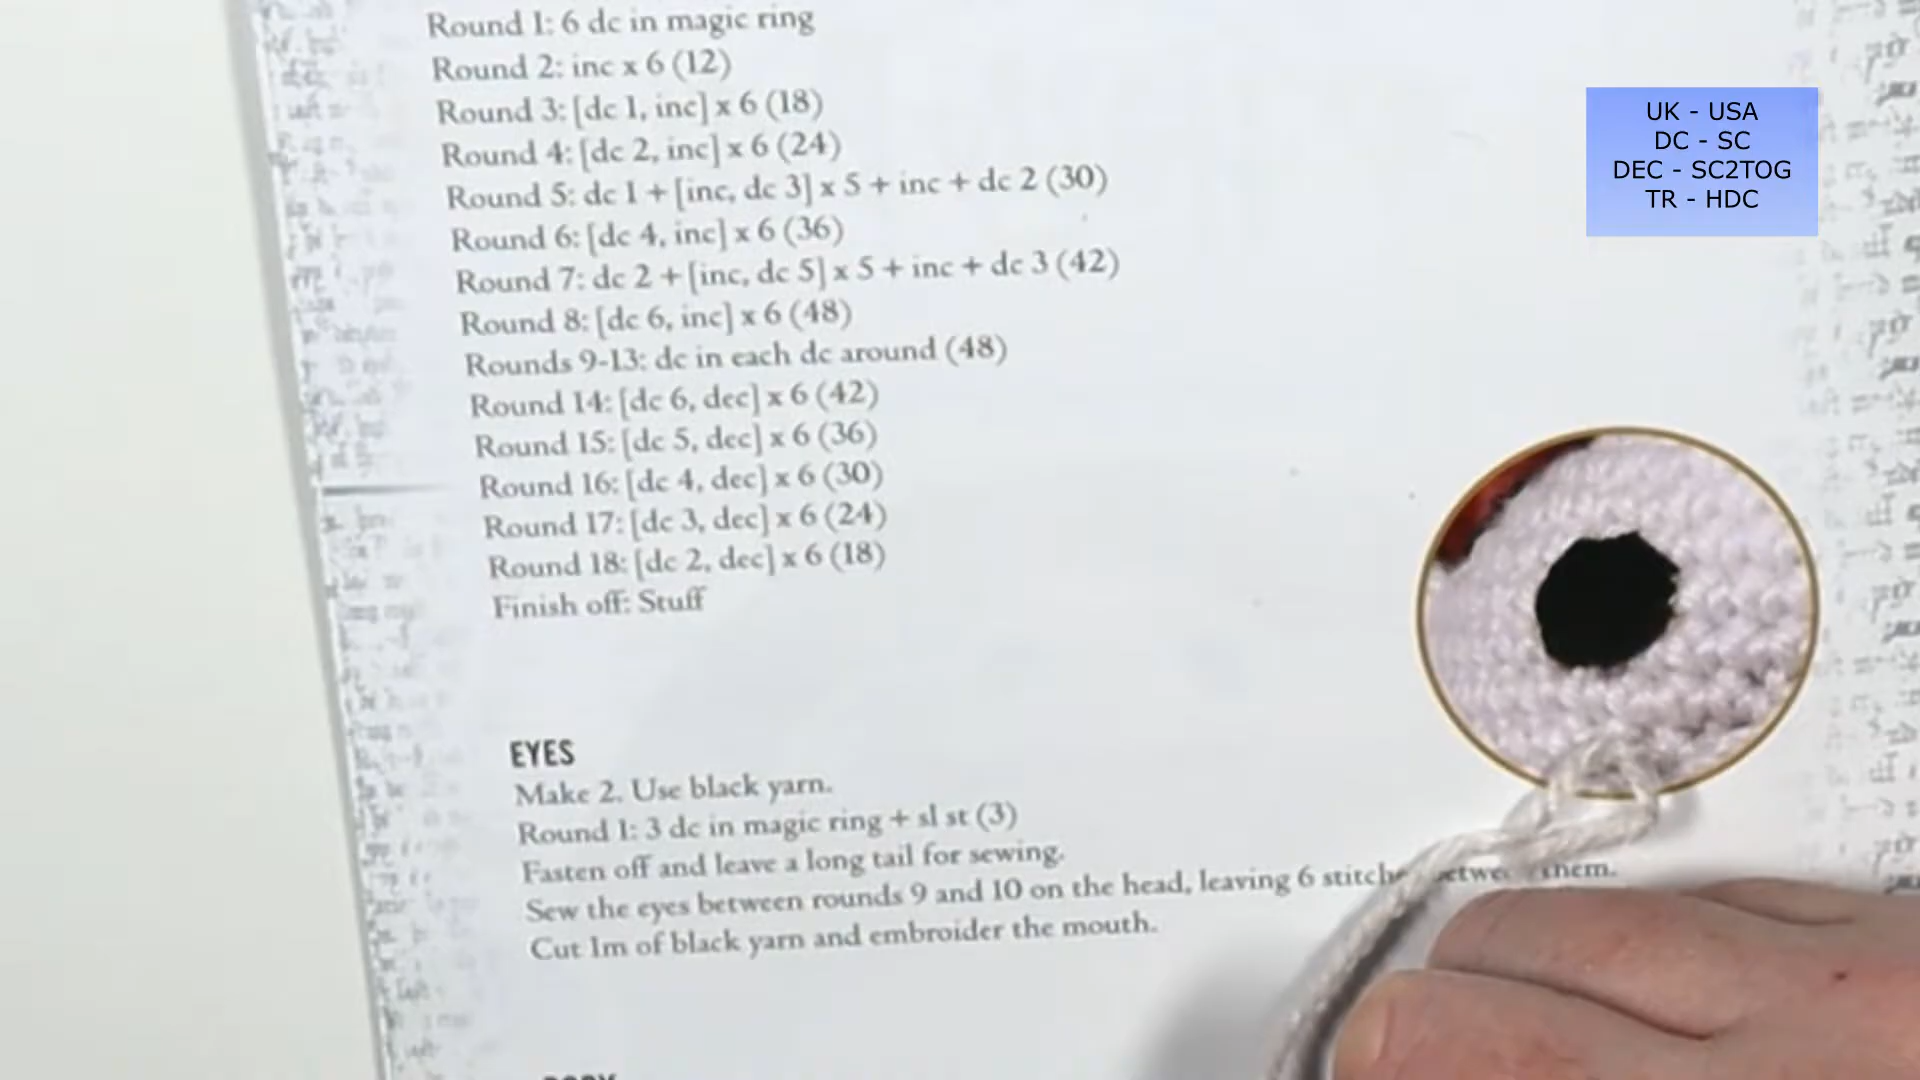 Round 1: 6 dc in magic ring
Round 2: inc x 6 (12)
Round 3: [dc 1, inc] x 6 (18)
Round 4: [dc 2, inc] x 6 (24)
Round 5: dc 1 + [inc, dc 3] x 5 + inc + dc 2 (30)
Round 6: [dc 4, inc] x 6 (36)
Round 7: dc 2 + [inc, dc 5] x 5 + inc + dc 3 (42)
Round 8: [dc 6, inc] x 6 (48)
Rounds 9-13: dc in each dc around (48)
Round 14: [dc 6, dec] x 6 (42)
Round 15: [dc 5, dec] x 6 (36)
Round 16: [dc 4, dec] x 6 (30)
Round 17: [dc 3, dec] x 6 (24)
Round 18: [dc 2, dec] x 6 (18)
Finish off: Stuff
EYES
Make 2. Use black yarn.
Round 1: 3 dc in magic ring + sl st (3)
Fasten off and leave a long tail for sewing.
Sew the eyes between rounds 9 and 10 on the head, leaving 6 stitches between them.
Cut 1m of black yarn and embroider the mouth.
UK - USA
DC - SC
DEC - SC2TOG
TR - HDC